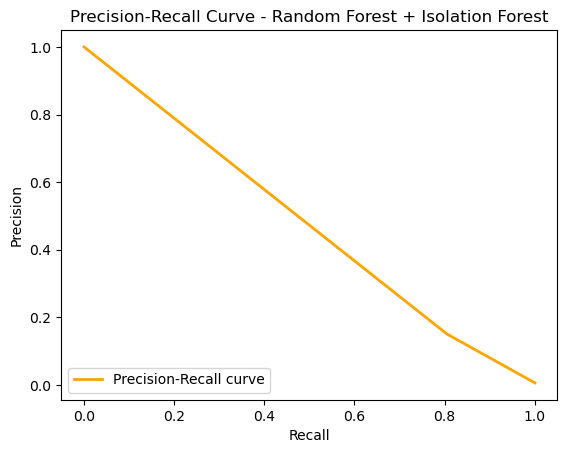 Precision-Recall Curve - Random Forest + Isolation Forest
1.0
0.8
0.6
0.4
0.2
0.0
Precision
Precision-Recall curve
0.0 0.2 0.4 0.6 0.8 1.0
Recall